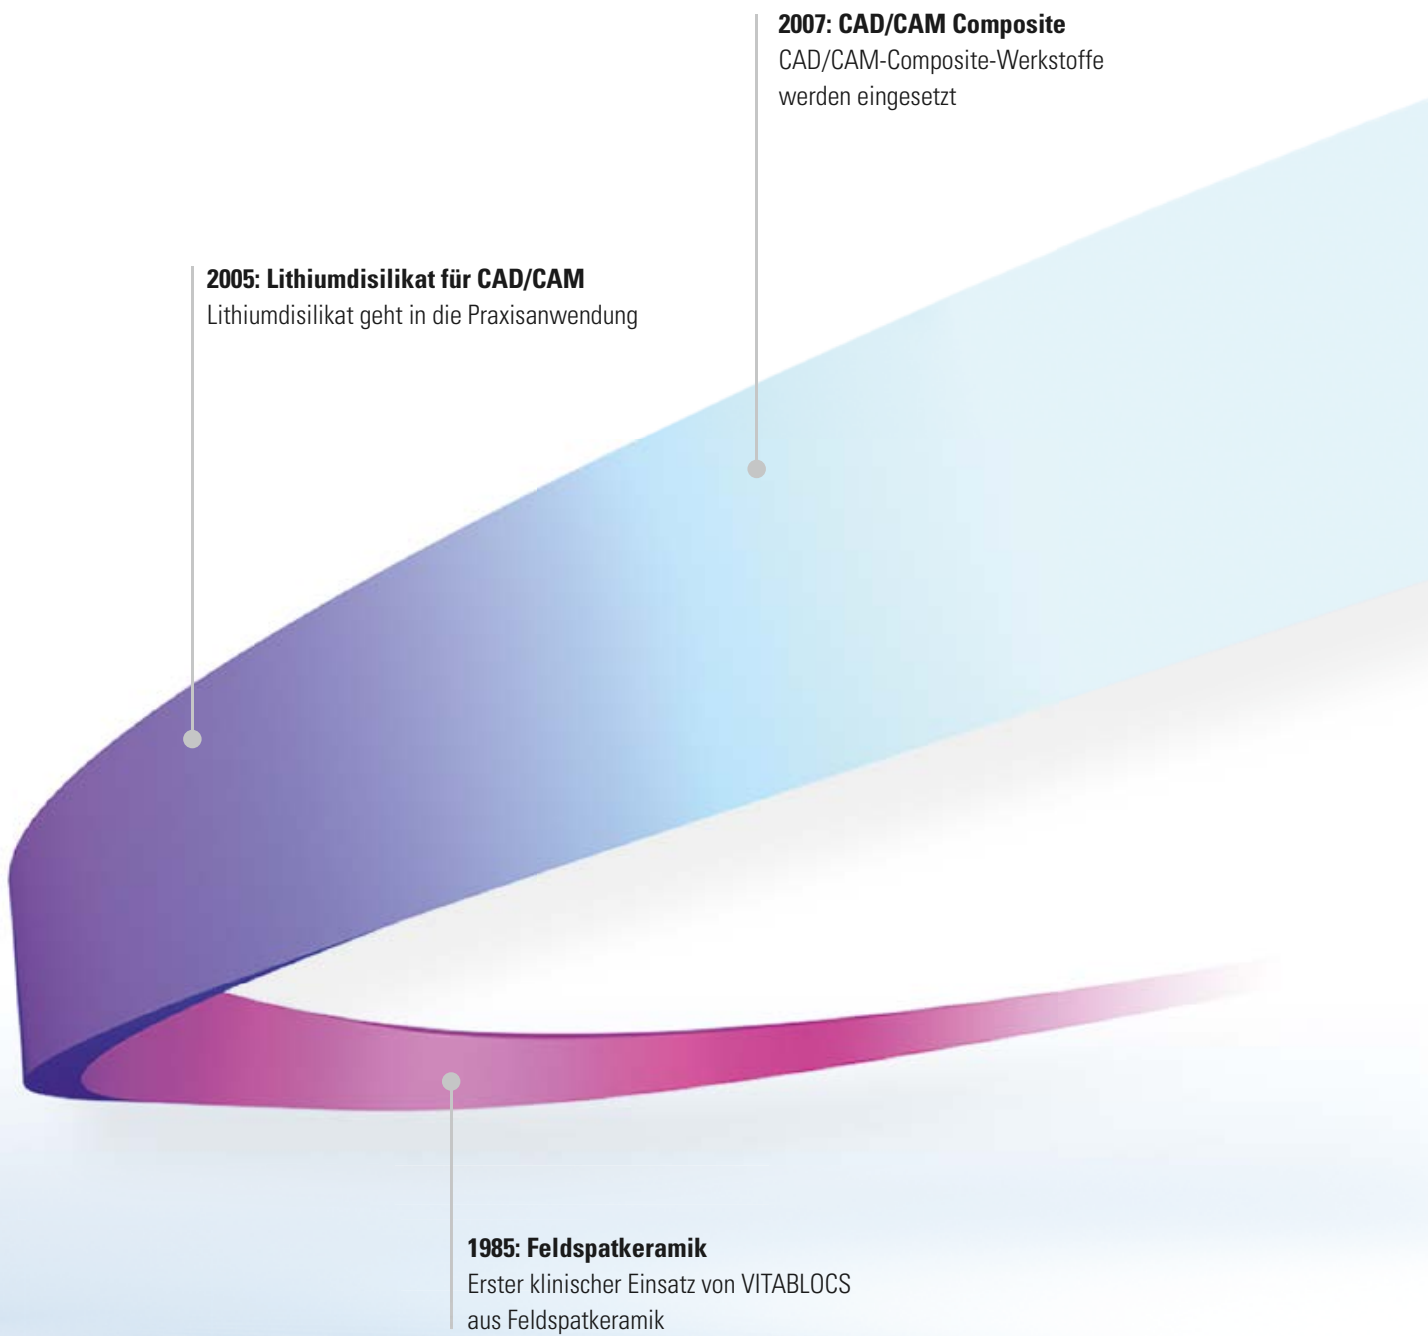 2007: CAD/CAM Composite
CAD/CAM-Composite-Werkstoffe
werden eingesetzt
2005: Lithiumdisilikat für CAD/CAM
Lithiumdisilikat geht in die Praxisanwendung
1985: Feldspatkeramik
Erster klinischer Einsatz von VITABLOCS
aus Feldspatkeramik